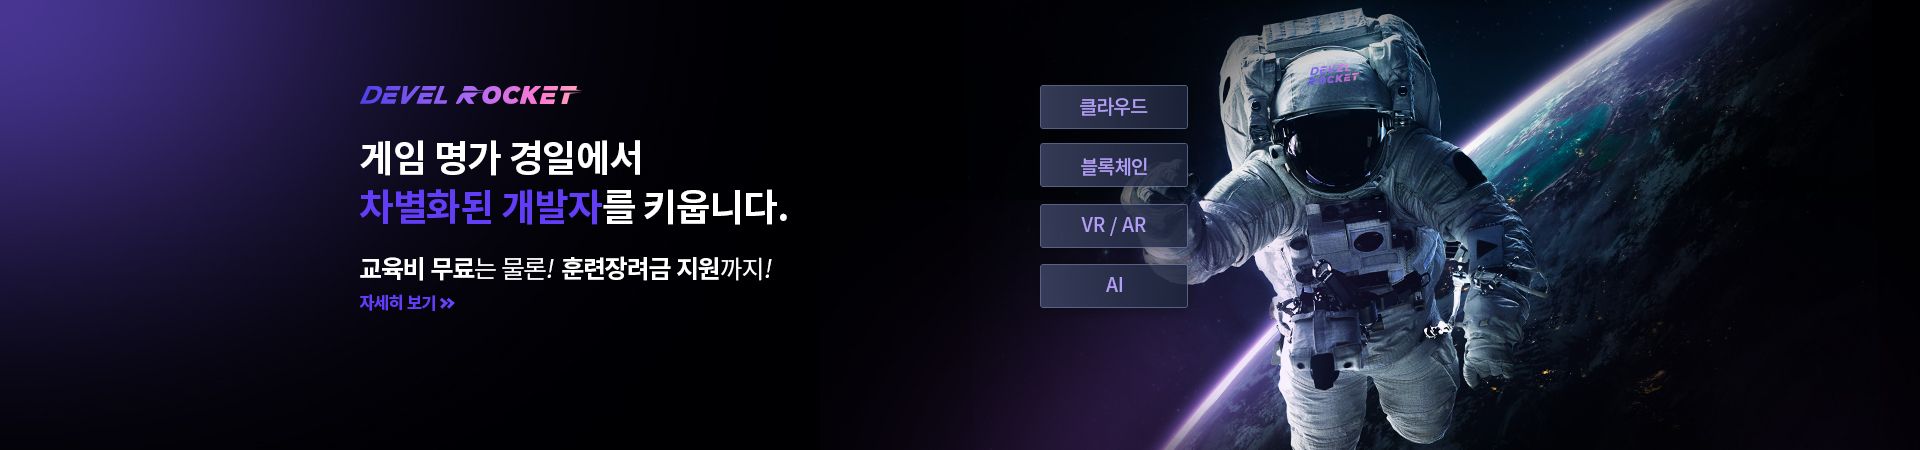 DEVEL ROCKET
게임 명가 경일에서
차별화된 개발자를 키웁니다.
교육비 무료는 물론! 훈련장려금 지원까지!
자세히 보기
클라우드
블록체인
VR / AR
AI
DEVEL
ROCKET